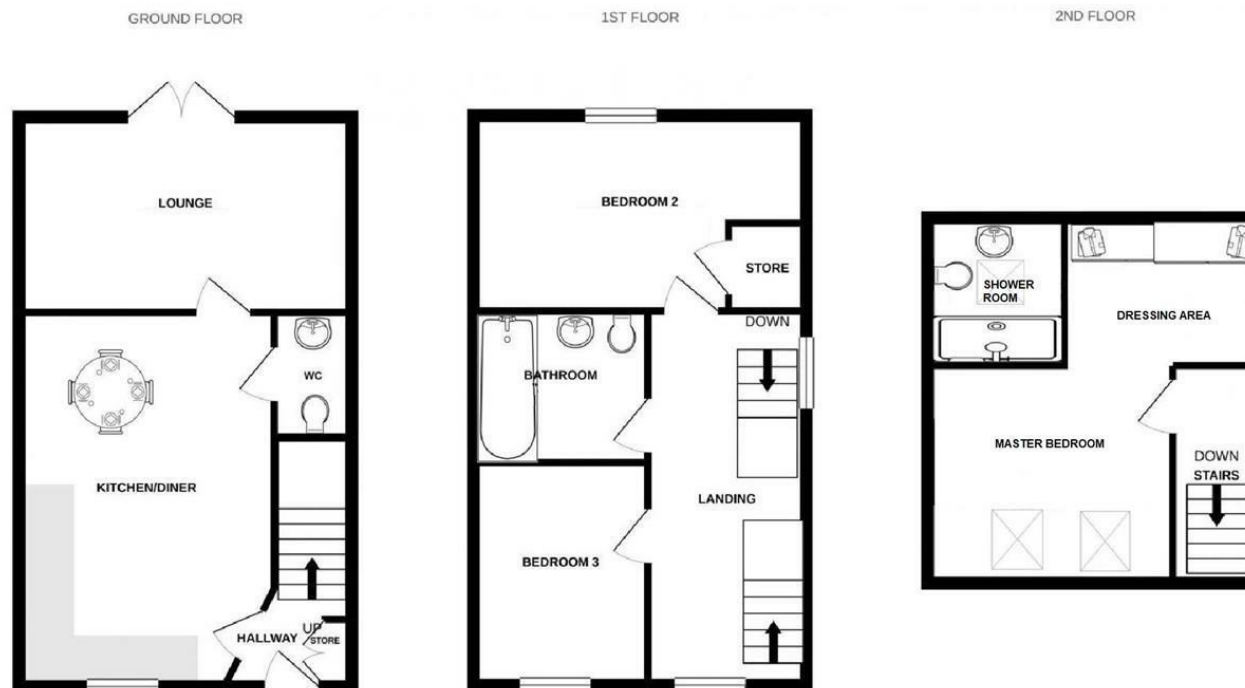 GROUND FLOOR
LOUNGE
WC
KITCHEN/DINER
UP
HALLWAY
STORE
1ST FLOOR
BEDROOM 2
STORE
DOWN
BATHROOM
LANDING
BEDROOM 3
2ND FLOOR
SHOWER
ROOM
DRESSING AREA
MASTER BEDROOM
DOWN
STAIRS